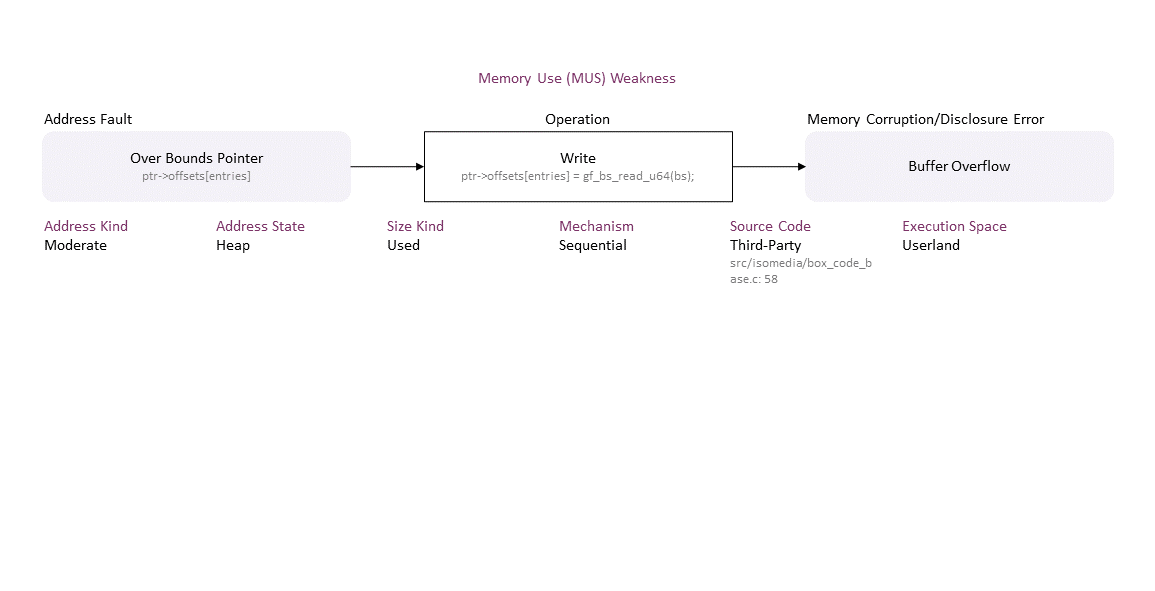 Memory Use (MUS) Weakness
Address Fault
Operation
Memory Corruption/Disclosure Error
Over Bounds Pointer
ptr->offsets[entries]
Write
ptr->offsets[entries] = gf_bs_read_u64(bs);
Buffer Overflow
Address Kind
Moderate
Address State
Heap
Size Kind
Used
Mechanism
Sequential
Source Code
Third-Party
src/isomedia/box_code_b
ase.c: 58
Execution Space
Userland